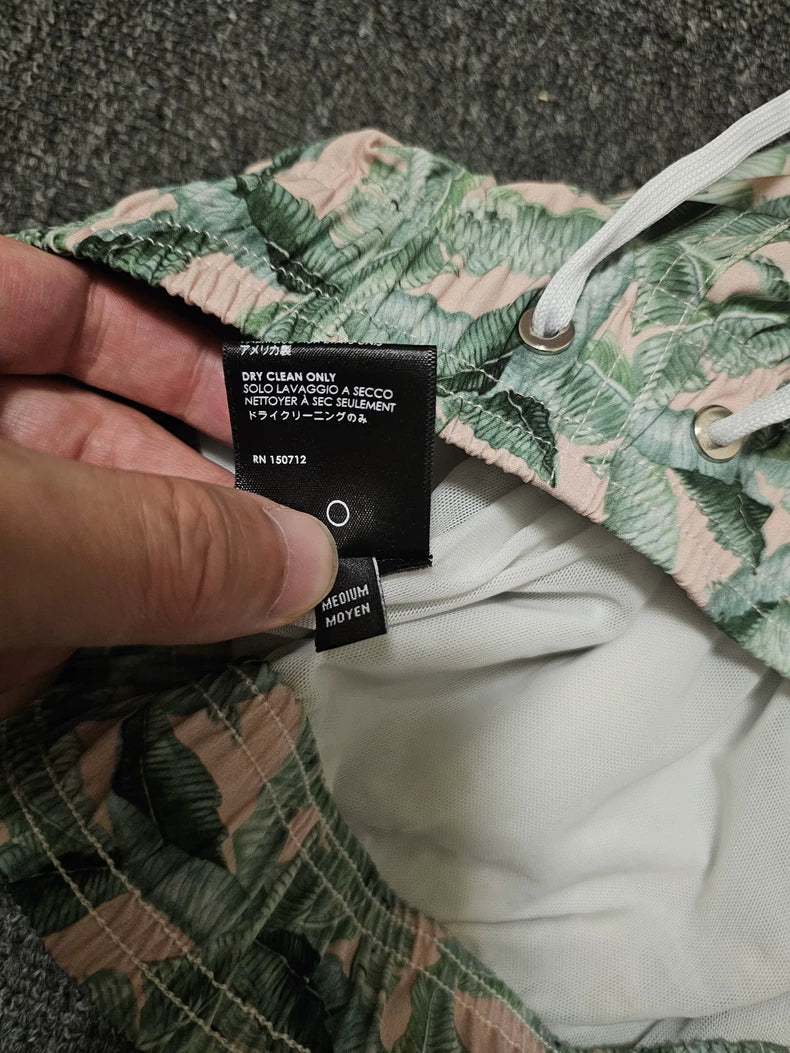 アメリカ製
DRY CLEAN ONLY
SOLO LAVAGGIO A SECCO
NETTOYER À SEC SEULEMENT
ドライクリーニングのみ
RN 150712
MEDIUM
MOYEN